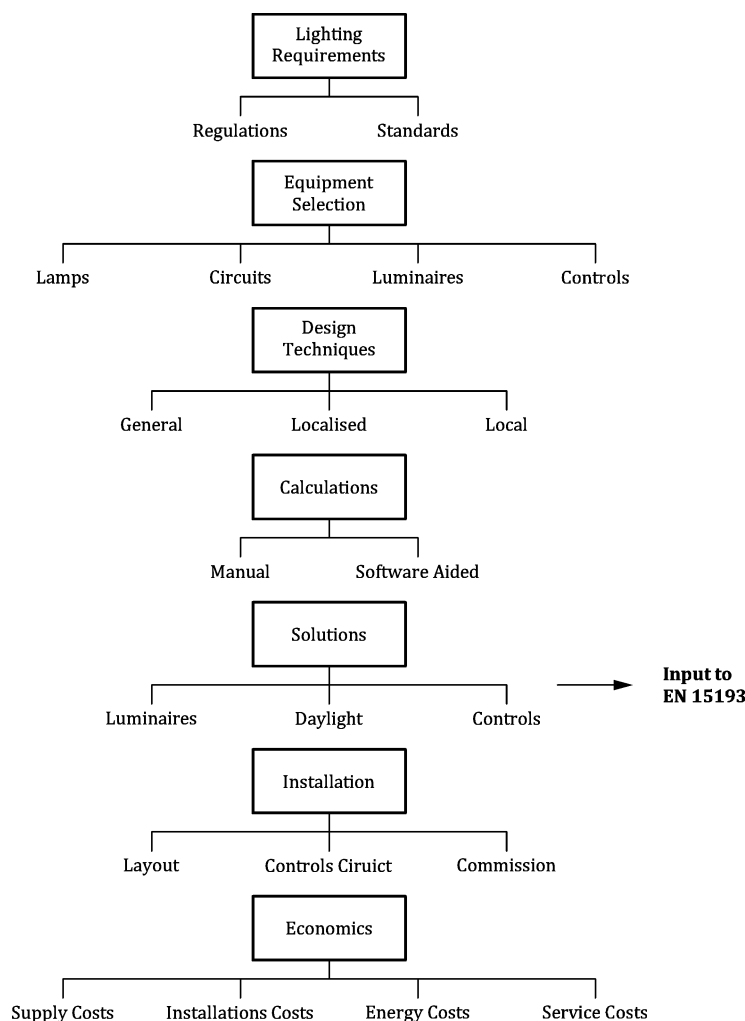 Lighting
Requirements
Regulations Standards
Equipment
Selection
Lamps Circuits Luminaires Controls
Design
Techniques
General Localised Local
Calculations
Manual Software Aided
Solutions
Input to
EN 15193
Luminaires Daylight Controls
Installation
Layout Controls Ciruict Commission
Economics
Supply Costs Installations Costs Energy Costs Service Costs